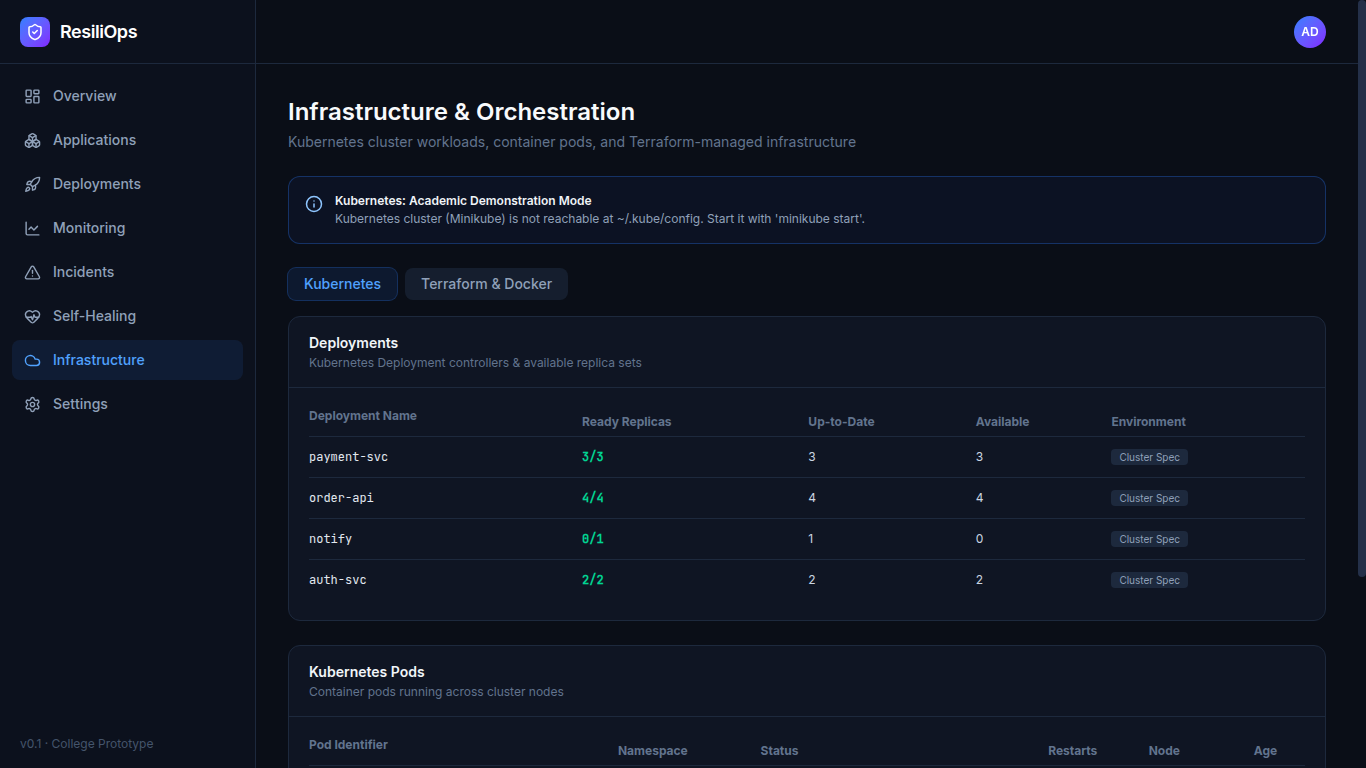 ResiliOps
AD
Overview
Applications
Deployments
Monitoring
Incidents
Self-Healing
Infrastructure
Settings
v0.1 · College Prototype
Infrastructure & Orchestration
Kubernetes cluster workloads, container pods, and Terraform-managed infrastructure
Kubernetes: Academic Demonstration Mode
Kubernetes cluster (Minikube) is not reachable at ~/.kube/config. Start it with 'minikube start'.
Kubernetes Terraform & Docker
Deployments
Kubernetes Deployment controllers & available replica sets
Deployment Name Ready Replicas Up-to-Date Available Environment
payment-svc 3/3 3 3 Cluster Spec
order-api 4/4 4 4 Cluster Spec
notify 0/1 1 0 Cluster Spec
auth-svc 2/2 2 2 Cluster Spec
Kubernetes Pods
Container pods running across cluster nodes
Pod Identifier Namespace Status Restarts Node Age